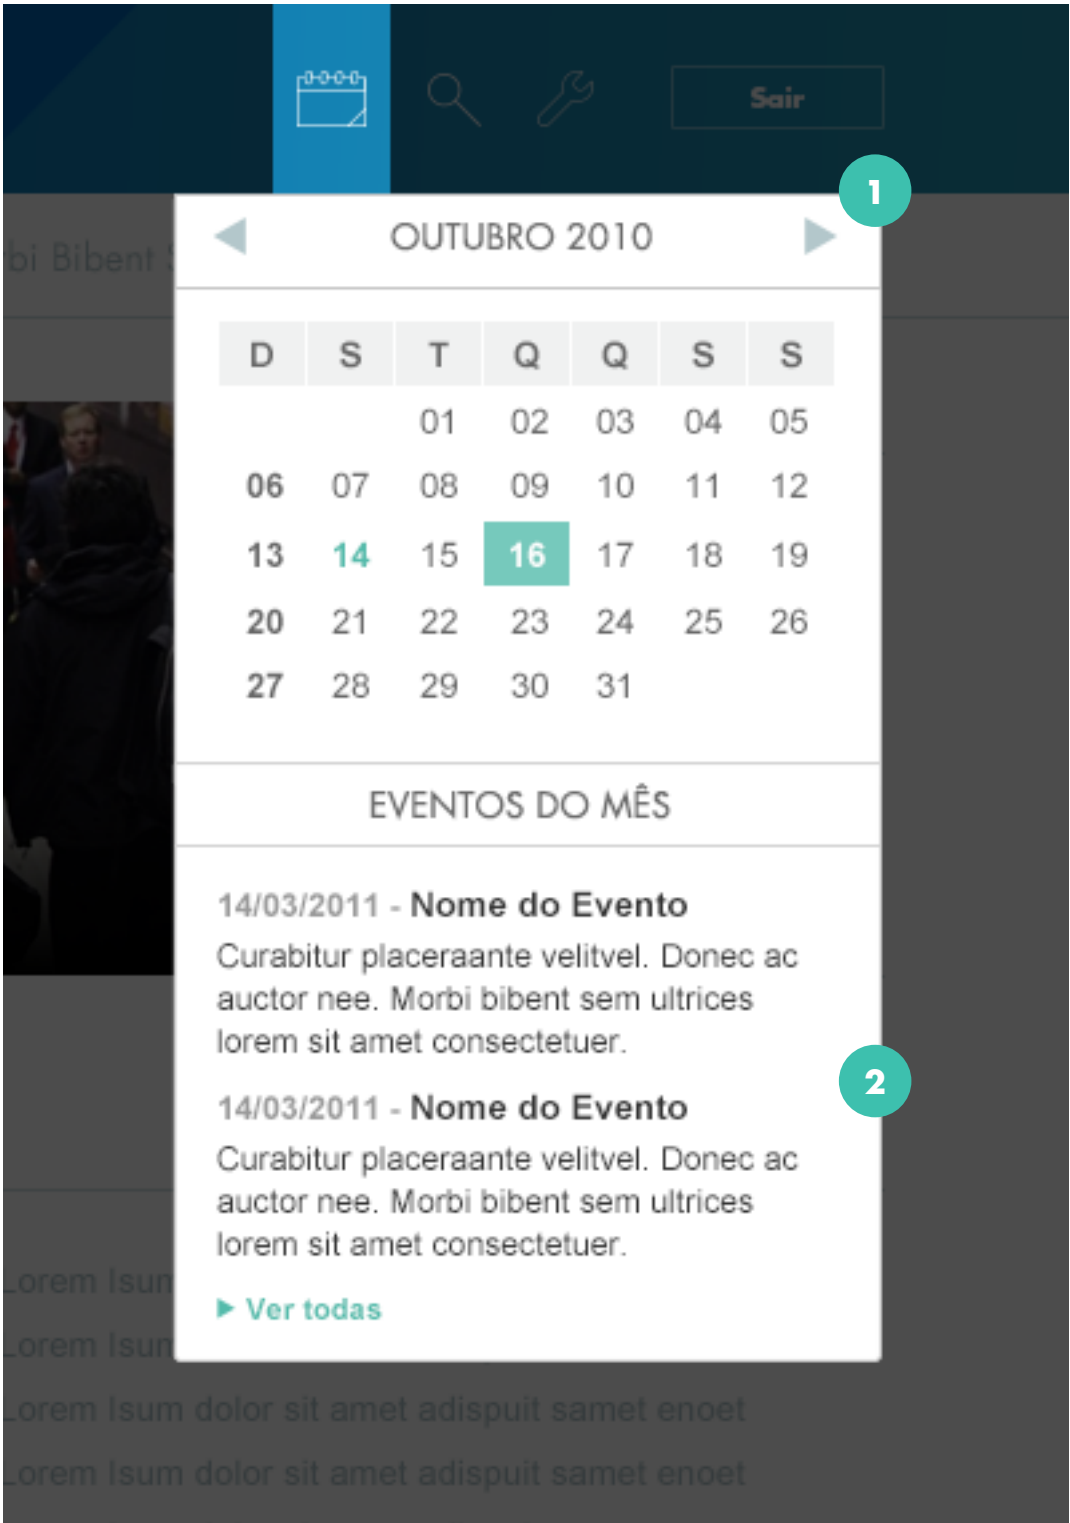 Sair
1
OUTUBRO 2010
rbi Bibent S
D S T Q Q S S
01 02 03 04 05
06 07 08 09 10 11 12
13 14 15 16 17 18 19
20 21 22 23 24 25 26
27 28 29 30 31
EVENTOS DO MÊS
14/03/2011 - Nome do Evento
Curabitur placeraante velitvel. Donec ac
auctor nee. Morbi bibent sem ultrices
lorem sit amet consectetuer.
2
14/03/2011 - Nome do Evento
Curabitur placeraante velitvel. Donec ac
auctor nee. Morbi bibent sem ultrices
lorem sit amet consectetuer.
Lorem Isum
Ver todas
Lorem Isum
Lorem Isum dolor sit amet adispuit samet enoet
Lorem Isum dolor sit amet adispuit samet enoet